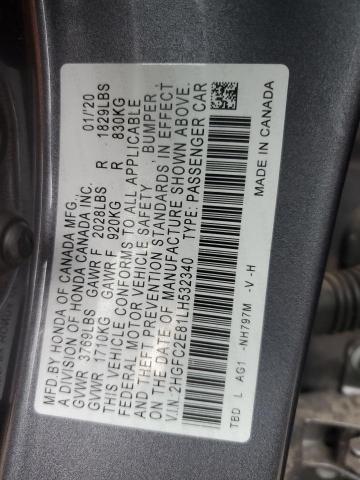 MFD. BY HONDA OF CANADA MFG.
A DIVISION OF HONDA CANADA INC. 01/20
GVWR 3769LBS GAWR F 2028LBS R 1829LBS
GVWR 1710KG GAWR F 920KG R 830KG
THIS VEHICLE CONFORMS TO ALL APPLICABLE
FEDERAL MOTOR VEHICLE SAFETY, BUMPER,
THEFT PREVENTION STANDARDS IN EFFECT
ON THE DATE OF MANUFACTURE SHOWN ABOVE.
V.I.N. 2HGFC2E81LH532340 TYPE: PASSENGER CAR
TBD L AG1 -NH797M -V -H MADE IN CANADA